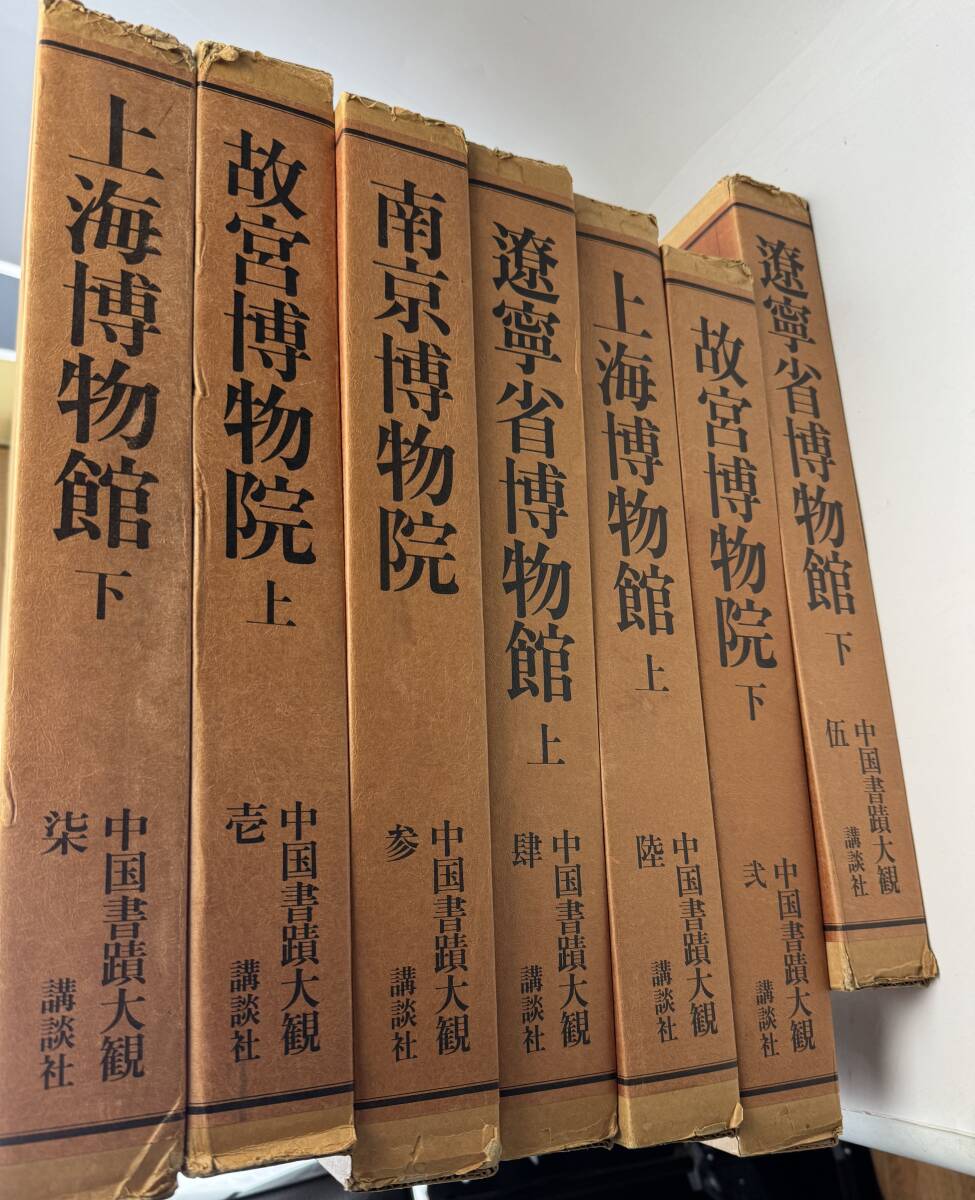 上海博物館 下
柒
中国書蹟大観
講談社
故宮博物院 上
壱
中国書蹟大観
講談社
南京博物院
参
中国書蹟大観
講談社
遼寧省博物館 上
肆
中国書蹟大観
講談社
上海博物館 上
陸
中国書蹟大観
講談社
故宮博物院 下
弐
中国書蹟大観
講談社
遼寧省博物館 下
伍
中国書蹟大観
講談社